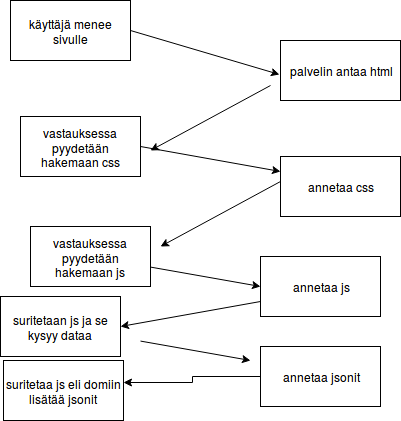 käyttäjä menee
sivulle
palvelin antaa html
vastauksessa
pyydetään
hakemaan css
annetaa css
vastauksessa
pyydetään
hakemaan js
annetaa js
suritetaan js ja se
kysyy dataa
annetaa jsonit
suritetaa js eli domiin
lisätää jsonit